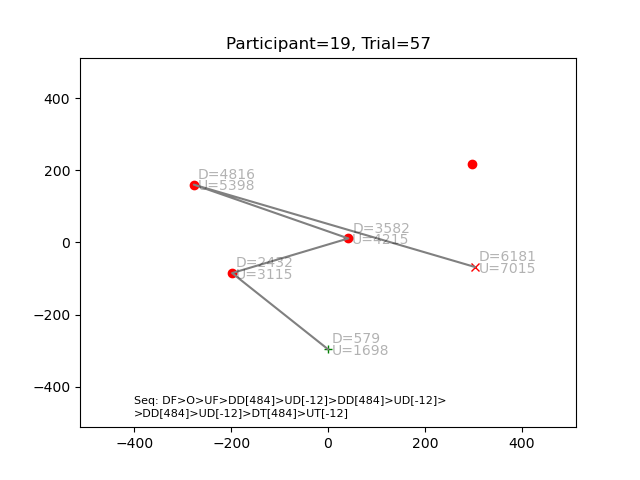 Participant=19, Trial=57
400
200
0
−200
−400
D=4816
U=5398
D=3582
U=4215
D=2432
U=3115
D=6181
U=7015
D=579
U=1698
Seq: DF>O>UF>DD[484]>UD[-12]>DD[484]>UD[-12]>
>DD[484]>UD[-12]>DT[484]>UT[-12]
−400 −200 0 200 400